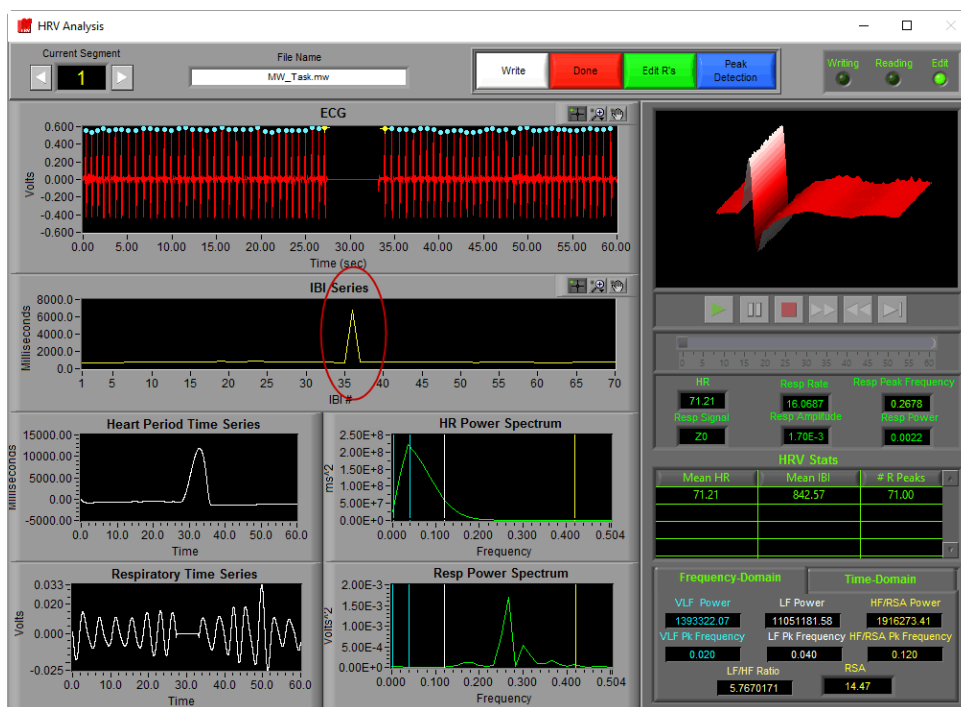 HRV Analysis
Current Segment
1
File Name
MW_Task.mw
Write
Done
Edit R's
Peak Detection
Writing Reading Edit
ECG
Volts
0.600
0.400
0.200
0.000
-0.200
-0.400
-0.600
0.00 5.00 10.00 15.00 20.00 25.00 30.00 35.00 40.00 45.00 50.00 55.00 60.00
Time (sec)
IBI Series
Milliseconds
8000.0
6000.0
4000.0
2000.0
0.0
1 5 10 15 20 25 30 35 40 45 50 55 60 65 70
IBI #
Heart Period Time Series
Milliseconds
15000.00
10000.00
5000.00
0.00
-5000.00
0.0 10.0 20.0 30.0 40.0 50.0 60.0
Time
HR Power Spectrum
ms^2
2.50E+8
2.00E+8
1.50E+8
1.00E+8
5.00E+7
0.00E+0
0.000 0.100 0.200 0.300 0.400 0.504
Frequency
Respiratory Time Series
Volts
0.033
0.020
0.000
-0.025
0.0 10.0 20.0 30.0 40.0 50.0 60.0
Time
Resp Power Spectrum
Volts^2
2.00E-3
1.50E-3
1.00E-3
5.00E-4
0.00E+0
0.000 0.100 0.200 0.300 0.400 0.504
Frequency
0 5 10 15 20 25 30 35 40 45 50 55 60
HR Resp Rate Resp Peak Frequency
71.21 16.0687 0.2678
Resp Signal Resp Amplitude Resp Power
Z0 1.70E-3 0.0022
HRV Stats
Mean HR Mean IBI # R Peaks
71.21 842.57 71.00
Frequency-Domain Time-Domain
VLF Power LF Power HF/RSA Power
1393322.07 11051181.58 1916273.41
VLF Pk Frequency LF Pk Frequency HF/RSA Pk Frequency
0.020 0.040 0.120
LF/HF Ratio RSA
5.7670171 14.47